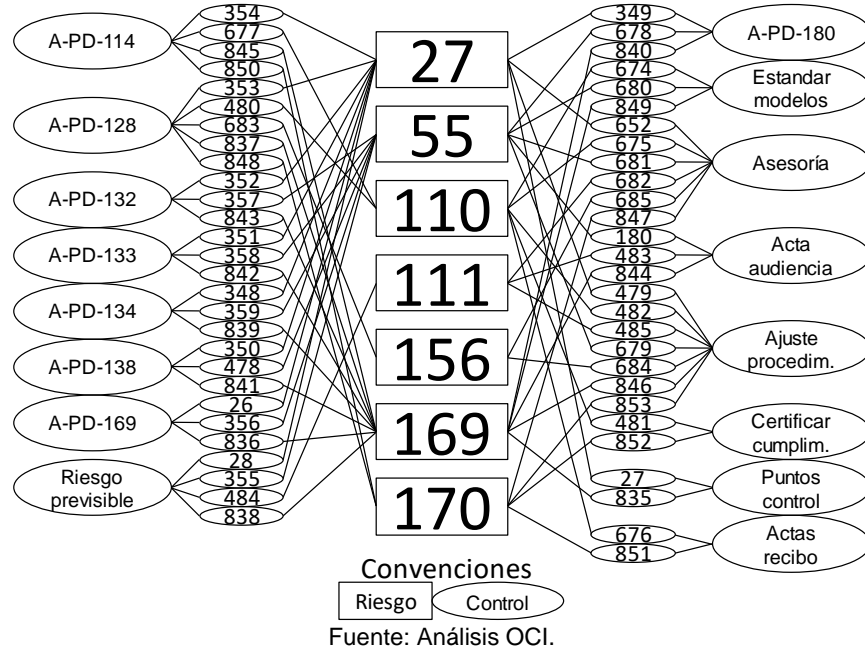 A-PD-114
354
677
845
850
A-PD-128
353
480
683
837
848
A-PD-132
352
357
843
A-PD-133
351
358
842
A-PD-134
348
359
839
A-PD-138
350
478
841
A-PD-169
26
356
836
Riesgo
previsible
28
355
484
838
27
55
110
111
156
169
170
349
678
840
A-PD-180
674
680
849
Estandar
modelos
652
675
681
682
685
847
Asesoría
180
483
844
Acta
audiencia
479
482
485
679
684
846
853
Ajuste
procedim.
481
852
Certificar
cumplim.
27
835
Puntos
control
676
851
Actas
recibo
Convenciones
Riesgo
Control
Fuente: Análisis OCI.